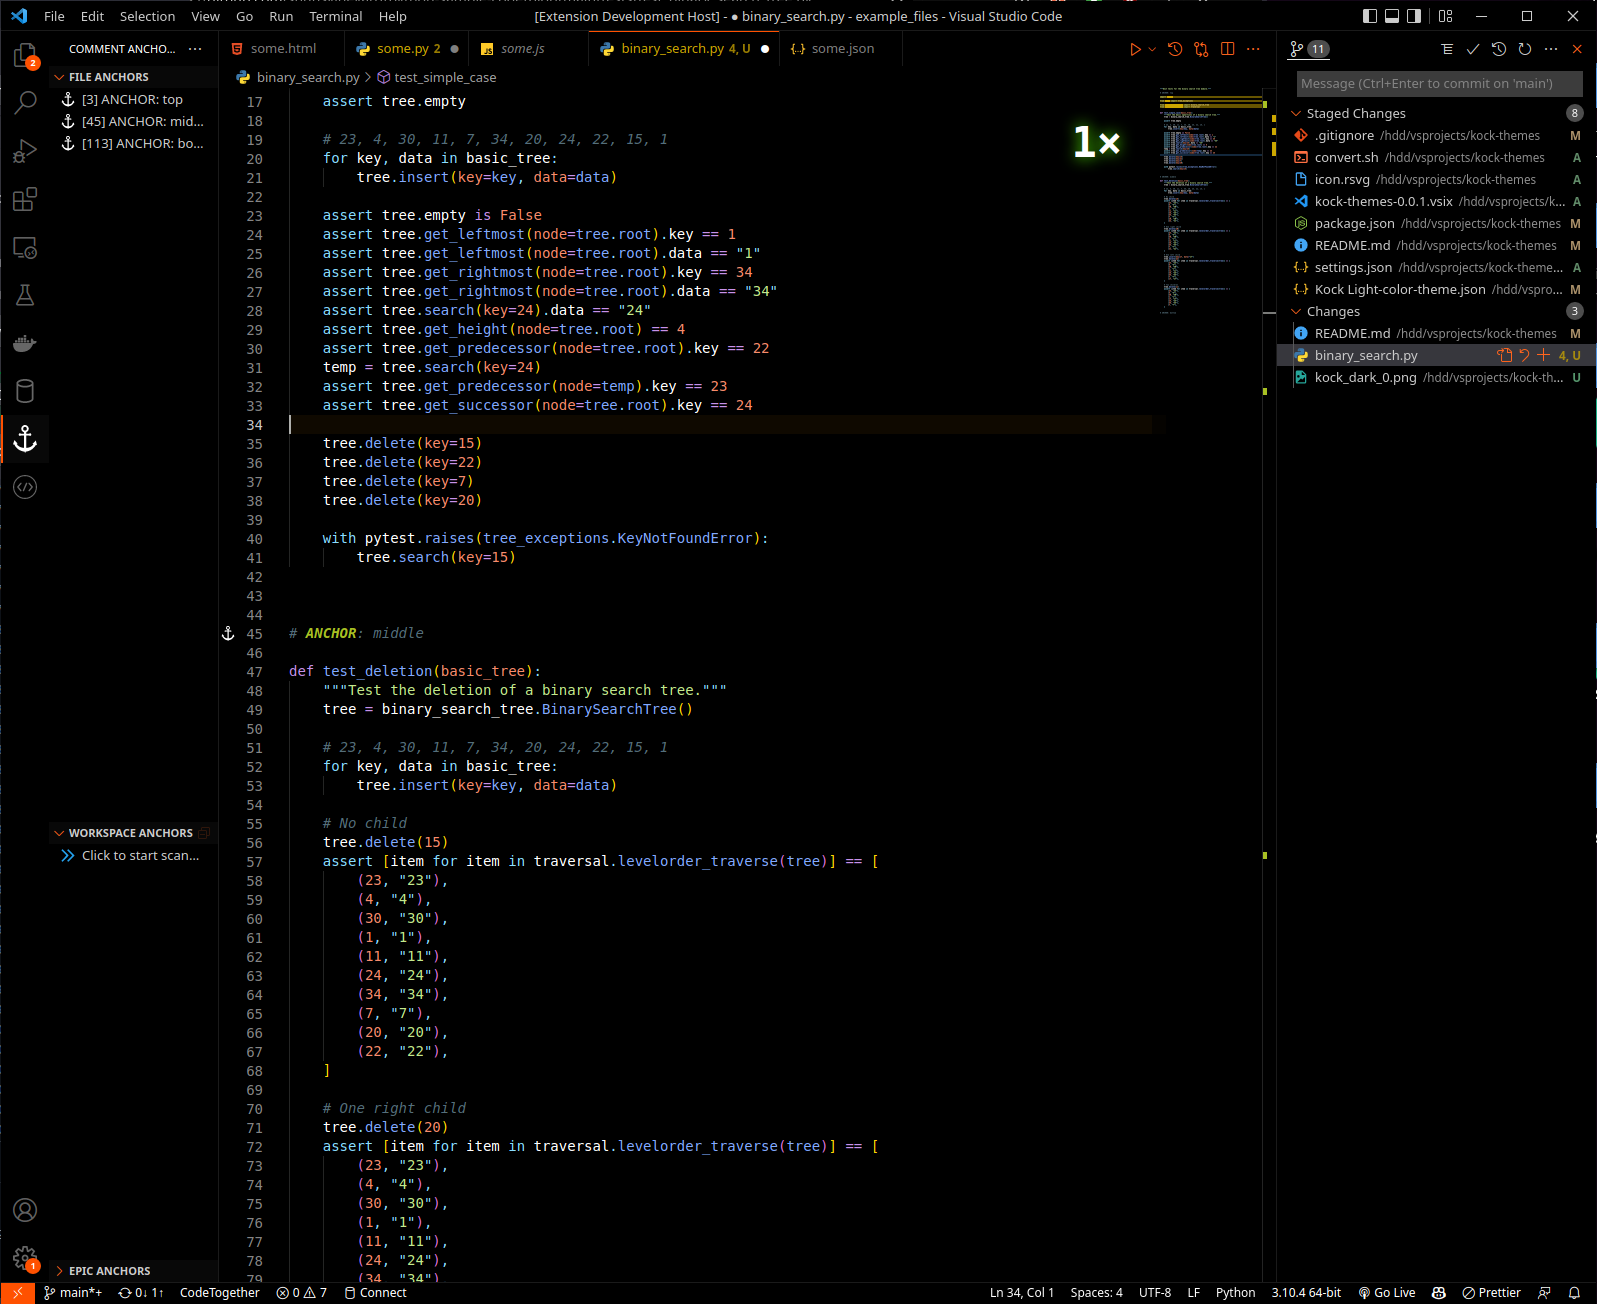 File Edit Selection View Go Run Terminal Help [Extension Development Host] - ● binary_search.py - example_files - Visual Studio Code
COMMENT ANCHO... ···
FILE ANCHORS
[3] ANCHOR: top
[45] ANCHOR: mid...
[113] ANCHOR: bo...
WORKSPACE ANCHORS
Click to start scan...
EPIC ANCHORS
2
1
some.html some.py 2 some.js binary_search.py 4, U some.json
binary_search.py > test_simple_case
17 assert tree.empty
18
19 # 23, 4, 30, 11, 7, 34, 20, 24, 22, 15, 1
20 for key, data in basic_tree:
21 tree.insert(key=key, data=data)
22
23 assert tree.empty is False
24 assert tree.get_leftmost(node=tree.root).key == 1
25 assert tree.get_leftmost(node=tree.root).data == "1"
26 assert tree.get_rightmost(node=tree.root).key == 34
27 assert tree.get_rightmost(node=tree.root).data == "34"
28 assert tree.search(key=24).data == "24"
29 assert tree.get_height(node=tree.root) == 4
30 assert tree.get_predecessor(node=tree.root).key == 22
31 temp = tree.search(key=24)
32 assert tree.get_predecessor(node=temp).key == 23
33 assert tree.get_successor(node=tree.root).key == 24
34
35 tree.delete(key=15)
36 tree.delete(key=22)
37 tree.delete(key=7)
38 tree.delete(key=20)
39
40 with pytest.raises(tree_exceptions.KeyNotFoundError):
41 tree.search(key=15)
42
43
44
45 # ANCHOR: middle
46
47 def test_deletion(basic_tree):
48 """Test the deletion of a binary search tree."""
49 tree = binary_search_tree.BinarySearchTree()
50
51 # 23, 4, 30, 11, 7, 34, 20, 24, 22, 15, 1
52 for key, data in basic_tree:
53 tree.insert(key=key, data=data)
54
55 # No child
56 tree.delete(15)
57 assert [item for item in traversal.levelorder_traverse(tree)] == [
58 (23, "23"),
59 (4, "4"),
60 (30, "30"),
61 (1, "1"),
62 (11, "11"),
63 (24, "24"),
64 (34, "34"),
65 (7, "7"),
66 (20, "20"),
67 (22, "22"),
68 ]
69
70 # One right child
71 tree.delete(20)
72 assert [item for item in traversal.levelorder_traverse(tree)] == [
73 (23, "23"),
74 (4, "4"),
75 (30, "30"),
76 (1, "1"),
77 (11, "11"),
78 (24, "24"),
79 (34, "34")
1×
11
Message (Ctrl+Enter to commit on 'main')
Staged Changes 8
.gitignore /hdd/vsprojects/kock-themes M
convert.sh /hdd/vsprojects/kock-themes A
icon.rsvg /hdd/vsprojects/kock-themes A
kock-themes-0.0.1.vsix /hdd/vsprojects/k... A
package.json /hdd/vsprojects/kock-themes M
README.md /hdd/vsprojects/kock-themes M
settings.json /hdd/vsprojects/kock-theme... A
Kock Light-color-theme.json /hdd/vspro... M
Changes 3
README.md /hdd/vsprojects/kock-themes M
binary_search.py 4, U
kock_dark_0.png /hdd/vsprojects/kock-th... U
main*+ 0↓ 1↑ CodeTogether 0 7 Connect Ln 34, Col 1 Spaces: 4 UTF-8 LF Python 3.10.4 64-bit Go Live Prettier